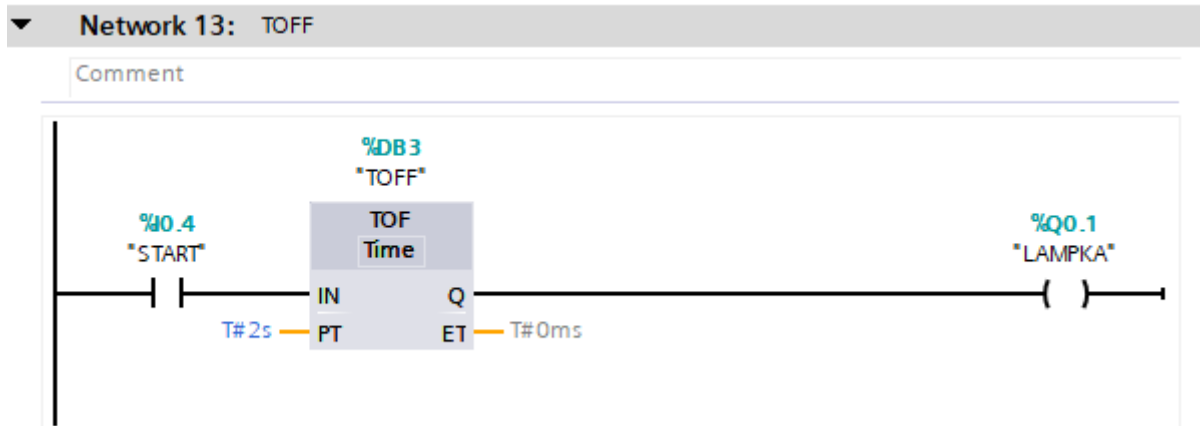 Network 13: TOFF
Comment
%DB3
"TOFF"
%I0.4
"START"
TOF
Time
%Q0.1
"LAMPKA"
IN Q
T#2s PT ET T#0ms